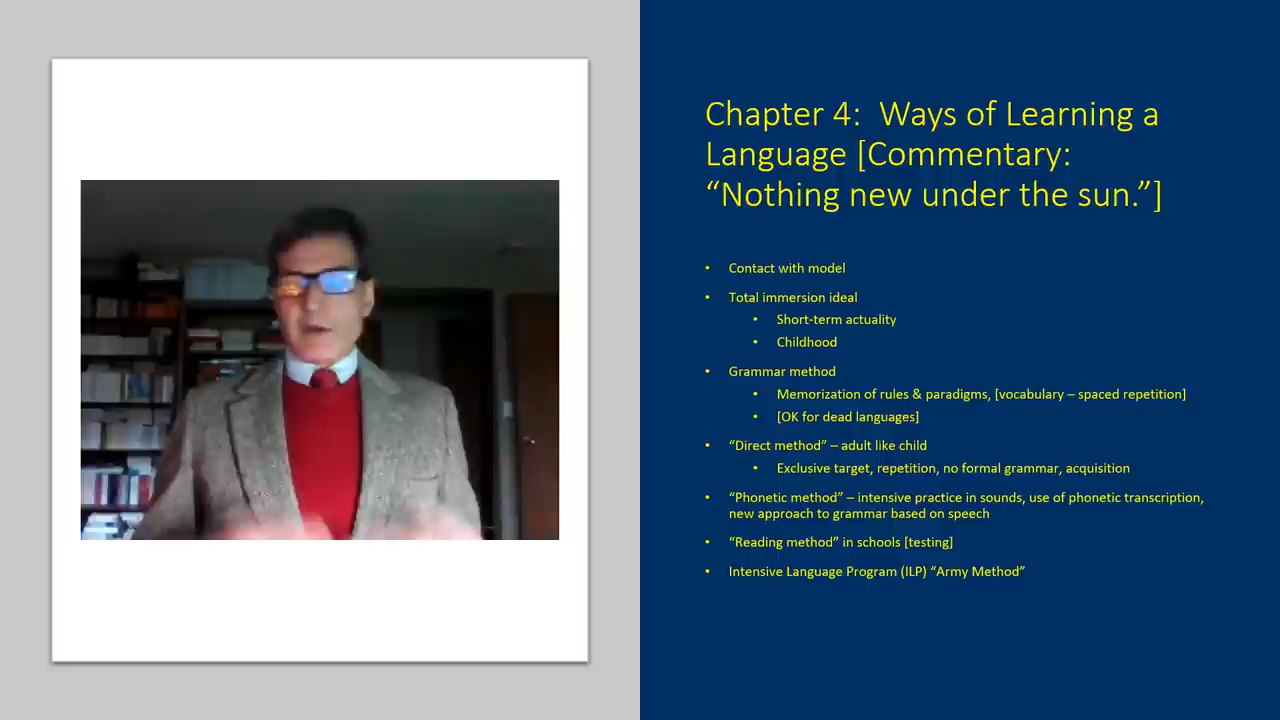 Chapter 4:  Ways of Learning a
Language [Commentary:
“Nothing new under the sun.”]
• Contact with model
• Total immersion ideal
• Short-term actuality
• Childhood
• Grammar method
• Memorization of rules & paradigms, [vocabulary – spaced repetition]
• [OK for dead languages]
• “Direct method” – adult like child
• Exclusive target, repetition, no formal grammar, acquisition
• “Phonetic method” – intensive practice in sounds, use of phonetic transcription,
new approach to grammar based on speech
• “Reading method” in schools [testing]
• Intensive Language Program (ILP) “Army Method”